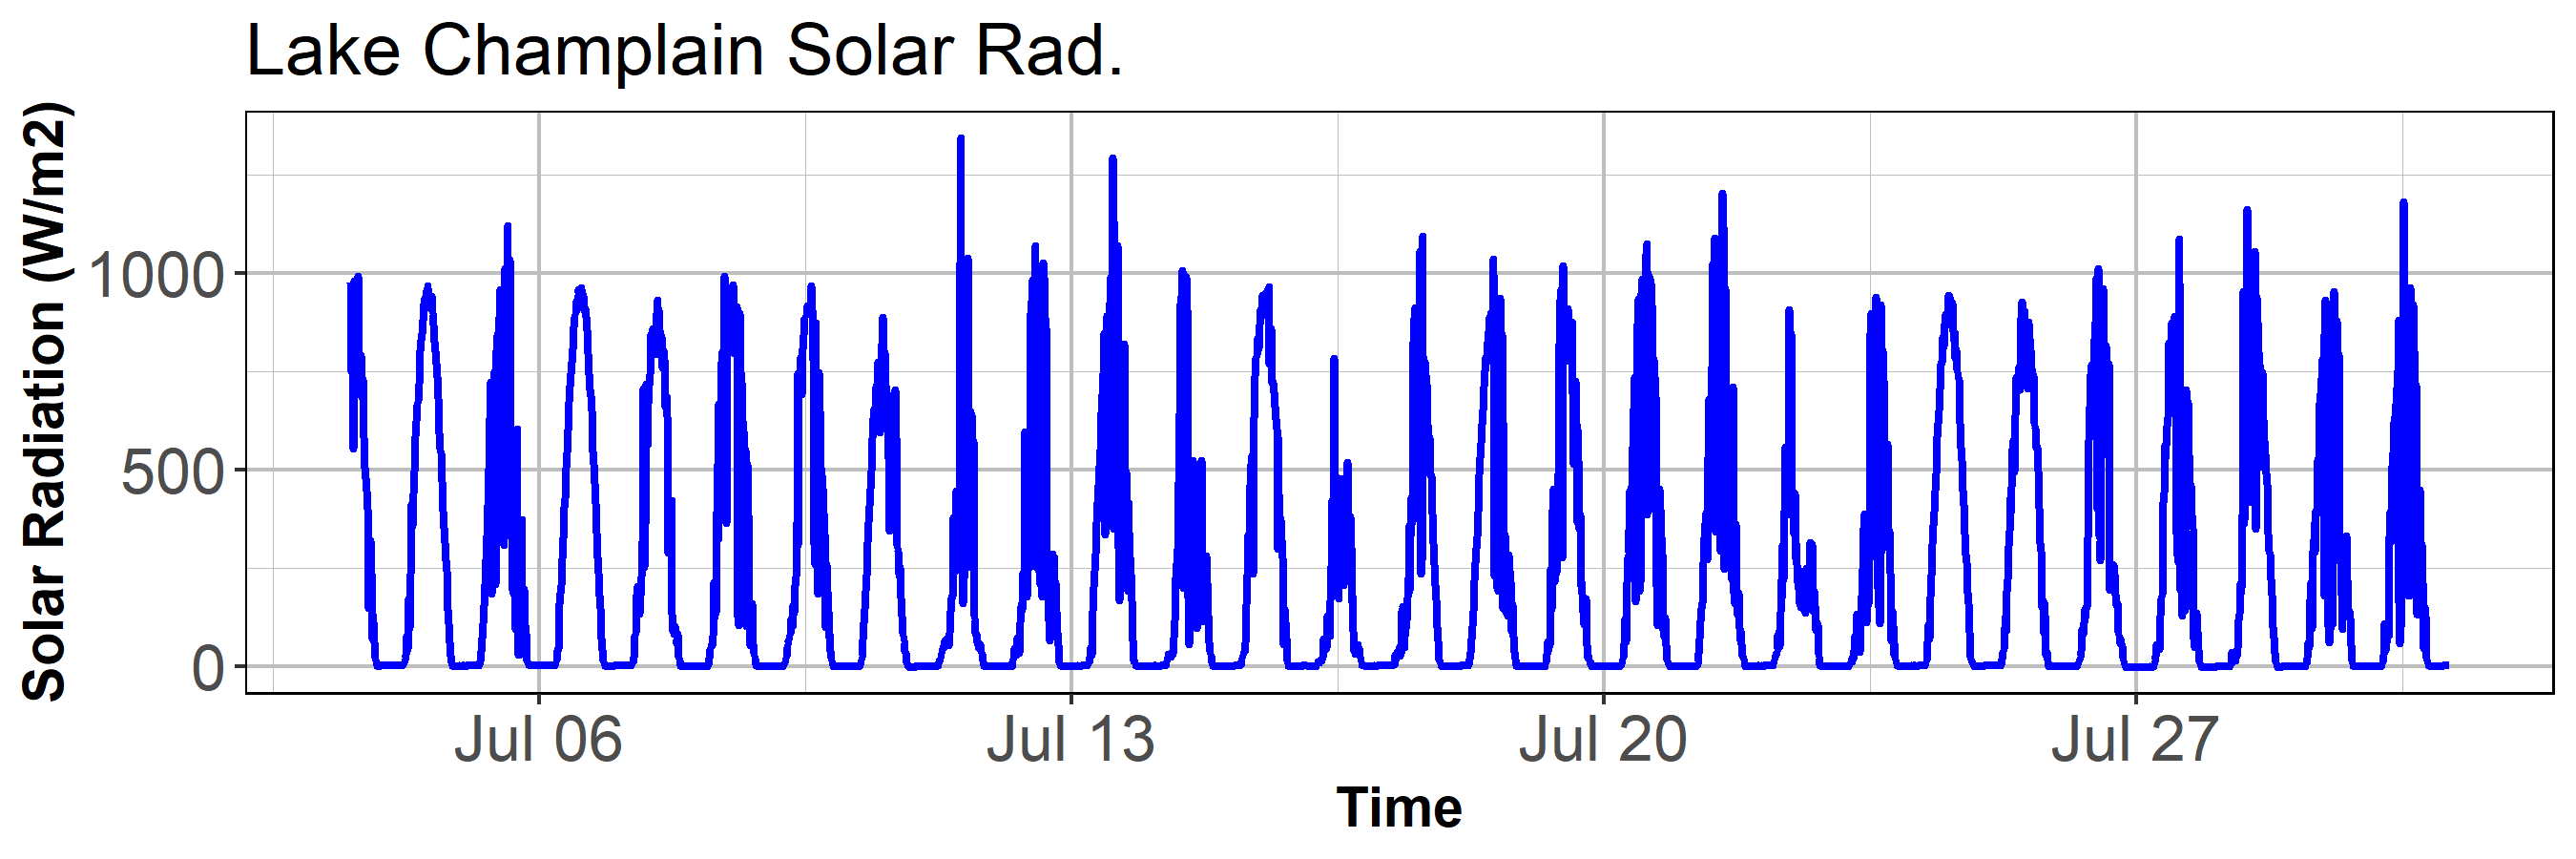 Lake Champlain Solar Rad.
Solar Radiation (W/m2)
1000
500
0
Jul 06 Jul 13 Jul 20 Jul 27
Time